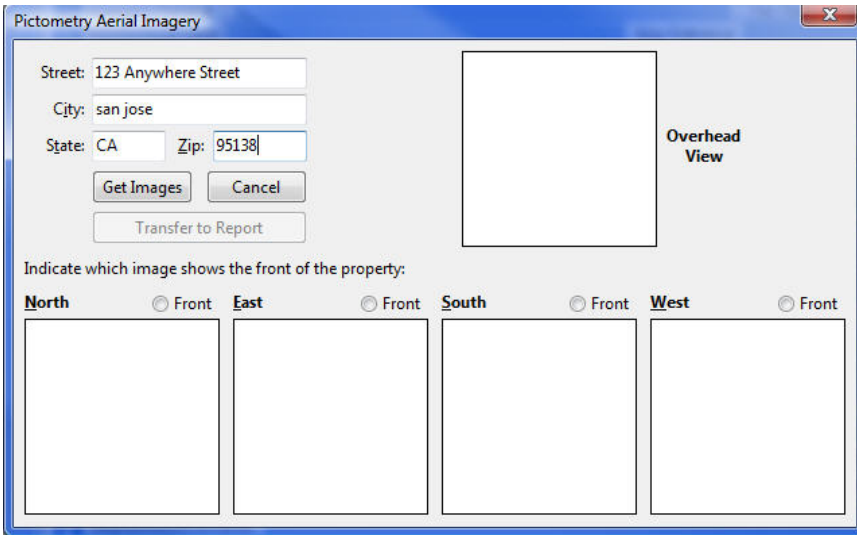 Pictometry Aerial Imagery
X
Street: 123 Anywhere Street
City: san jose
State: CA Zip: 95138
Get Images Cancel
Transfer to Report
Overhead
View
Indicate which image shows the front of the property:
North Front East Front South Front West Front